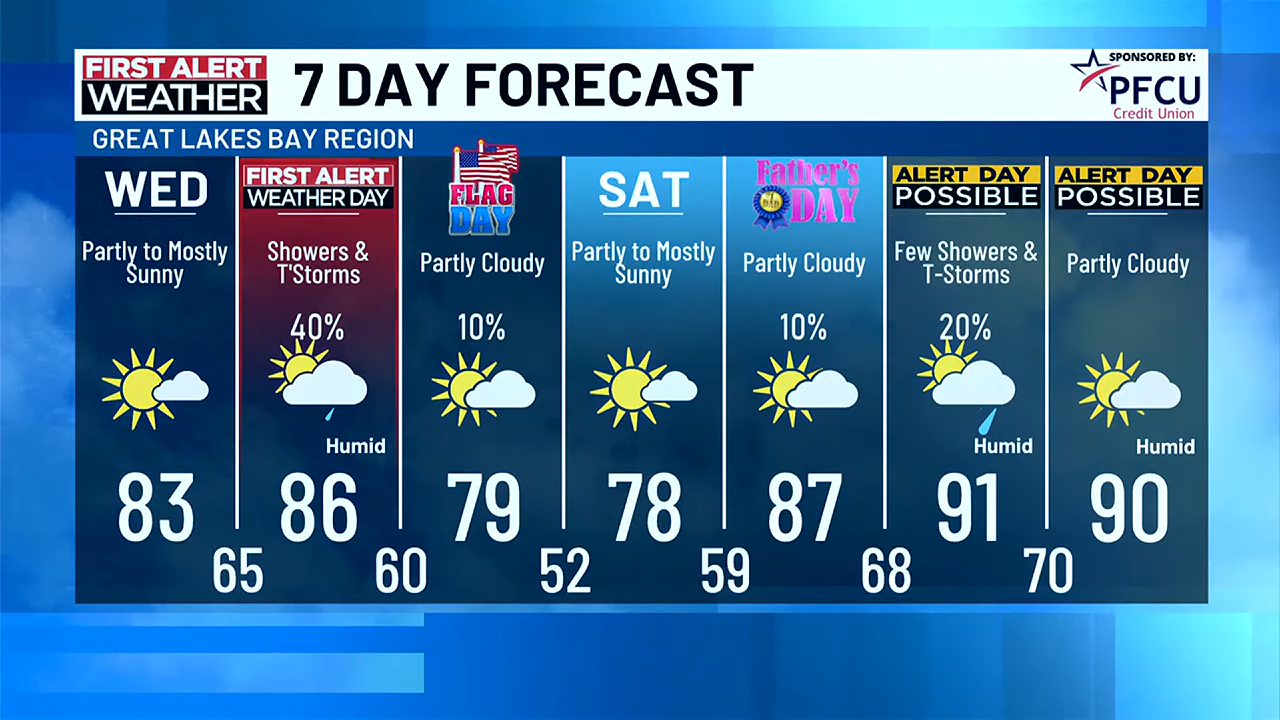 FIRST ALERT
WEATHER
7 DAY FORECAST
SPONSORED BY:
PFCU
Credit Union
GREAT LAKES BAY REGION
WED
Partly to Mostly
Sunny
83
65
FIRST ALERT
WEATHER DAY
Showers &
T'Storms
40%
Humid
86
60
FLAG
DAY
Partly Cloudy
10%
79
52
SAT
Partly to Mostly
Sunny
78
59
Father's
DAY
#1
DAD
Partly Cloudy
10%
87
68
ALERT DAY
POSSIBLE
Few Showers &
T-Storms
20%
Humid
91
70
ALERT DAY
POSSIBLE
Partly Cloudy
Humid
90